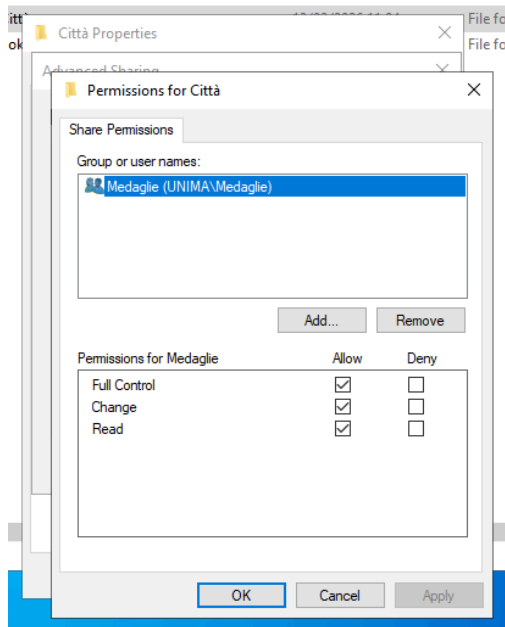 File fo
Città Properties
File fo
Advanced Sharing
Permissions for Città
Share Permissions
Group or user names:
Medaglie (UNIMA\Medaglie)
Add... Remove
Permissions for Medaglie Allow Deny
Full Control
Change
Read
OK Cancel Apply